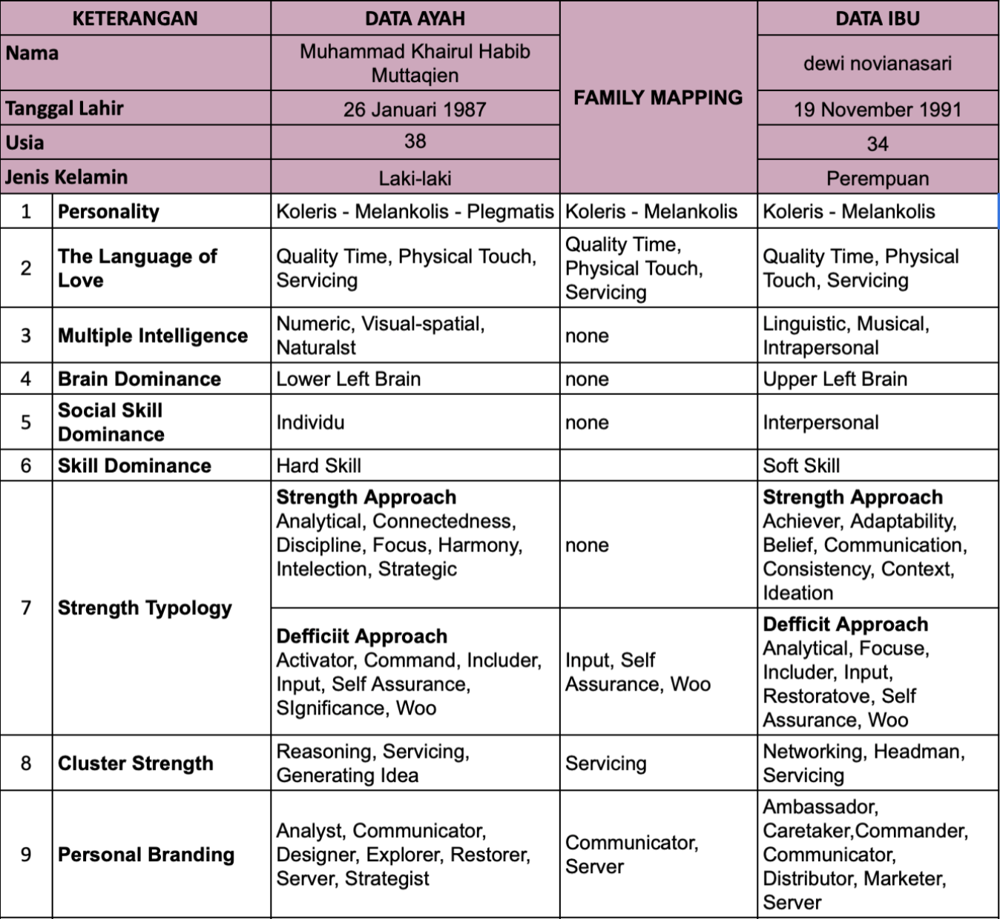 KETERANGAN
DATA AYAH
FAMILY MAPPING
DATA IBU
Nama
Muhammad Khairul Habib
Muttaqien
dewi novianasari
Tanggal Lahir
26 Januari 1987
19 November 1991
Usia
38
34
Jenis Kelamin
Laki-laki
Perempuan
1
Personality
Koleris - Melankolis - Plegmatis
Koleris - Melankolis
Koleris - Melankolis
2
The Language of
Love
Quality Time, Physical Touch,
Servicing
Quality Time,
Physical Touch,
Servicing
Quality Time, Physical
Touch, Servicing
3
Multiple Intelligence
Numeric, Visual-spatial,
Naturalst
none
Linguistic, Musical,
Intrapersonal
4
Brain Dominance
Lower Left Brain
none
Upper Left Brain
5
Social Skill
Dominance
Individu
none
Interpersonal
6
Skill Dominance
Hard Skill
Soft Skill
7
Strength Typology
Strength Approach
Analytical, Connectedness,
Discipline, Focus, Harmony,
Intelection, Strategic
none
Strength Approach
Achiever, Adaptability,
Belief, Communication,
Consistency, Context,
Ideation
Defficiit Approach
Activator, Command, Includer,
Input, Self Assurance,
SIgnificance, Woo
Input, Self
Assurance, Woo
Defficit Approach
Analytical, Focuse,
Includer, Input,
Restoratove, Self
Assurance, Woo
8
Cluster Strength
Reasoning, Servicing,
Generating Idea
Servicing
Networking, Headman,
Servicing
9
Personal Branding
Analyst, Communicator,
Designer, Explorer, Restorer,
Server, Strategist
Communicator,
Server
Ambassador,
Caretaker,Commander,
Communicator,
Distributor, Marketer,
Server